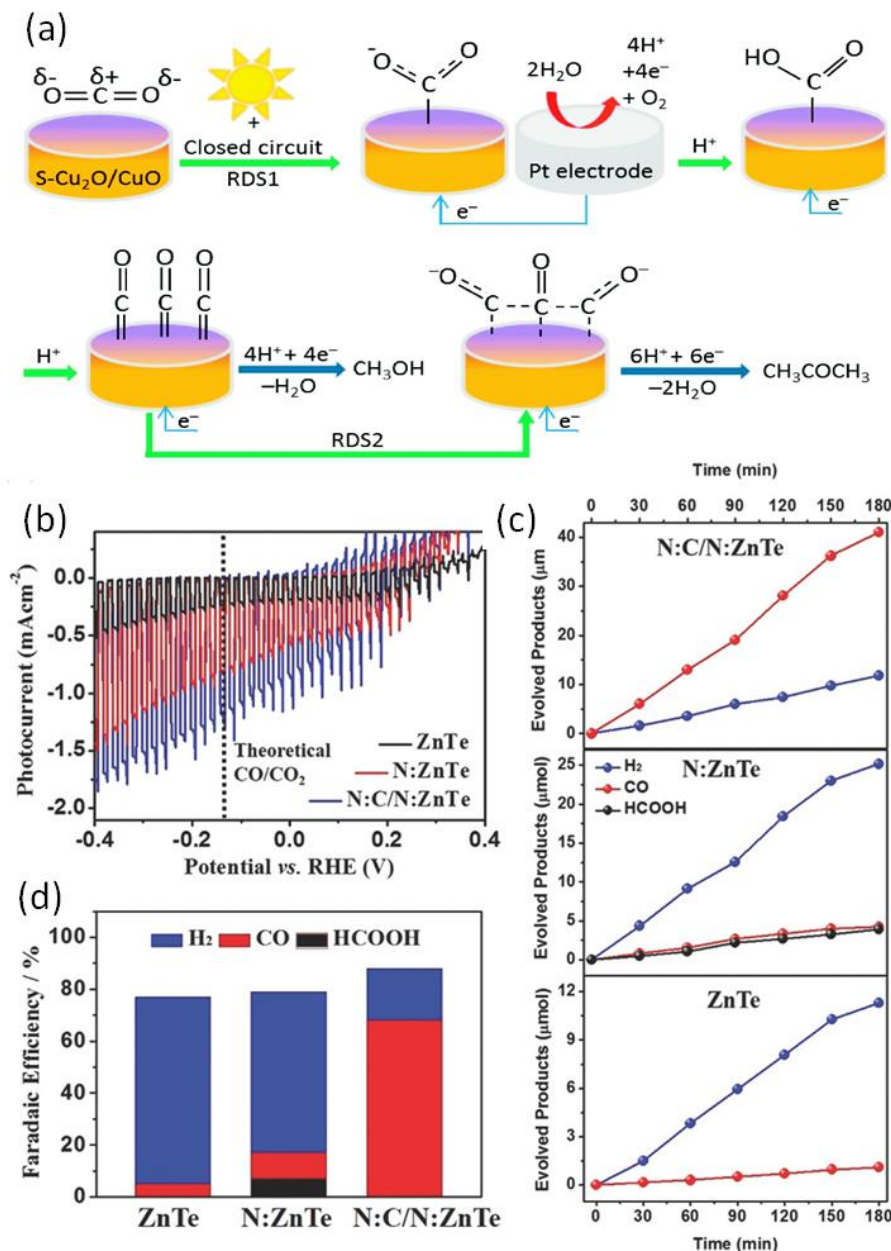 (a)
δ- δ+ δ-
O=C=O
S-Cu₂O/CuO
+
Closed circuit
RDS1
⁻O C O
e⁻
2H₂O
4H⁺
+4e⁻
+ O₂
Pt electrode
H⁺
HO C O
e⁻
H⁺
O O O
C C C
e⁻
4H⁺ + 4e⁻
–H₂O
CH₃OH
RDS2
⁻O O O⁻
C C C
e⁻
6H⁺ + 6e⁻
–2H₂O
CH₃COCH₃
(b)
Photocurrent (mAcm⁻²)
0.0
-0.5
-1.0
-1.5
-2.0
Theoretical
CO/CO₂
ZnTe
N:ZnTe
N:C/N:ZnTe
-0.4 -0.2 0.0 0.2 0.4
Potential vs. RHE (V)
(c)
Time (min)
0 30 60 90 120 150 180
Evolved Products (μm
40
30
20
10
0
N:C/N:ZnTe
Evolved Products (μmol)
25
20
15
10
5
0
N:ZnTe
H₂
CO
HCOOH
Evolved Products (μmol)
12
9
6
3
0
ZnTe
0 30 60 90 120 150 180
Time (min)
(d)
Faradaic Efficiency / %
100
80
60
40
20
0
H₂ CO HCOOH
ZnTe N:ZnTe N:C/N:ZnTe